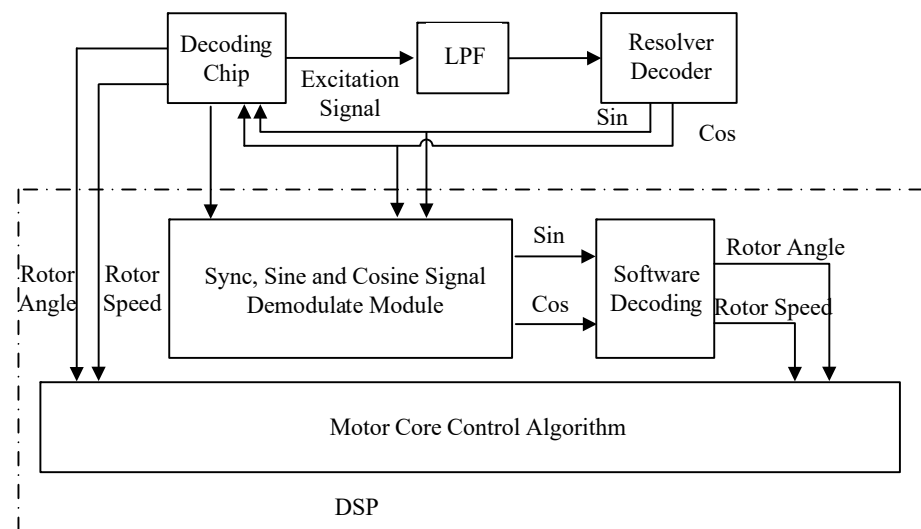 Decoding
Chip
Excitation
Signal
LPF
Resolver
Decoder
Sin
Cos
Rotor
Angle
Rotor
Speed
Sync, Sine and Cosine Signal
Demodulate Module
Sin
Cos
Software
Decoding
Rotor Angle
Rotor Speed
Motor Core Control Algorithm
DSP